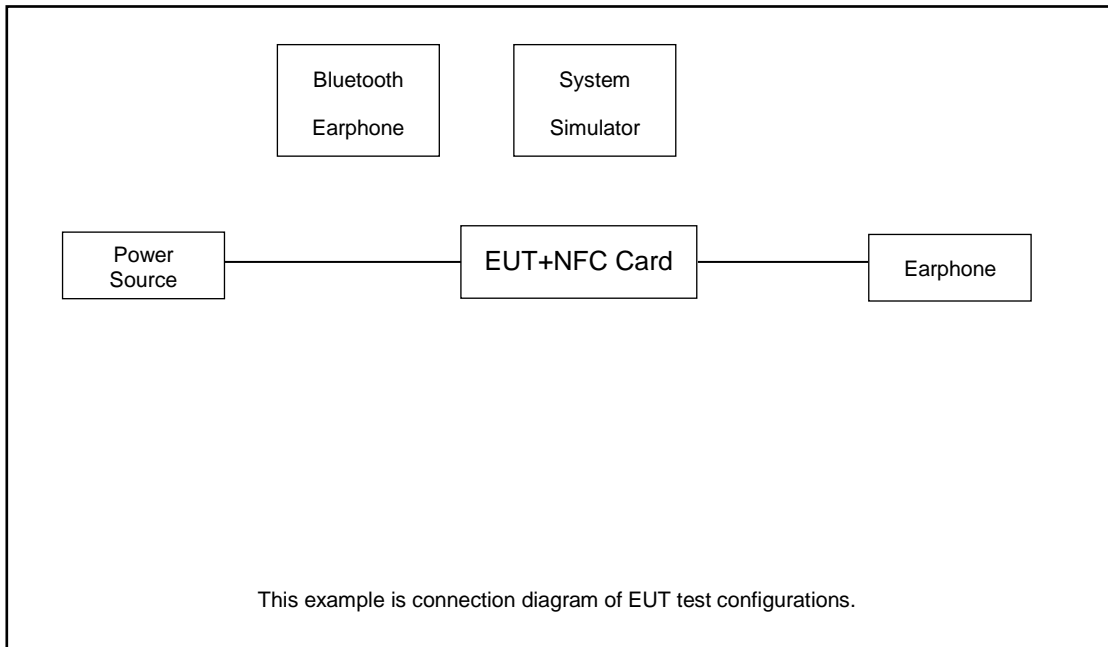 Bluetooth
Earphone
System
Simulator
Power
Source
EUT+NFC Card
Earphone
This example is connection diagram of EUT test configurations.